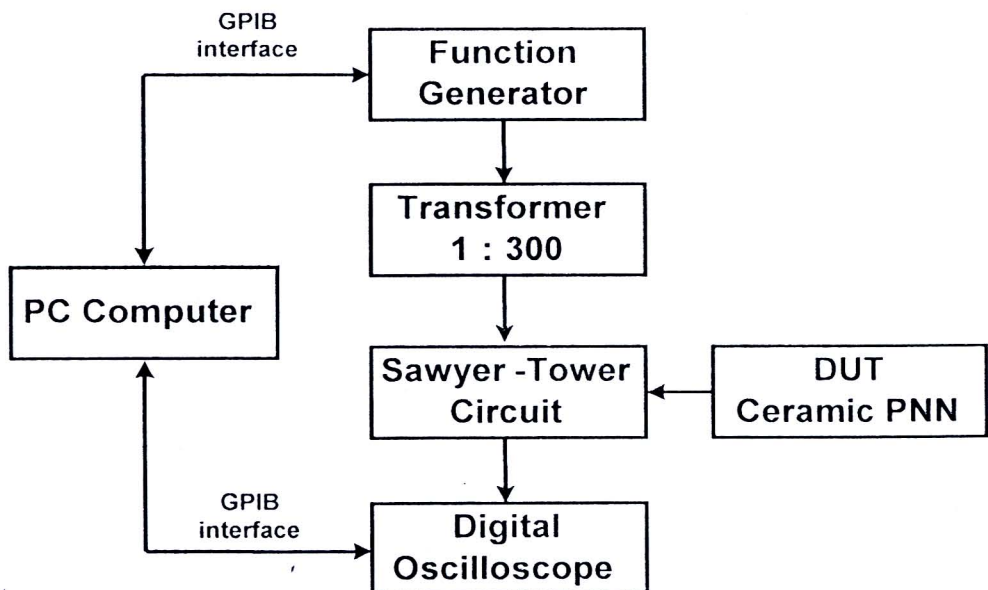 GPIB
interface
Function
Generator
Transformer
1 : 300
PC Computer
Sawyer -Tower
Circuit
DUT
Ceramic PNN
GPIB
interface
Digital
Oscilloscope